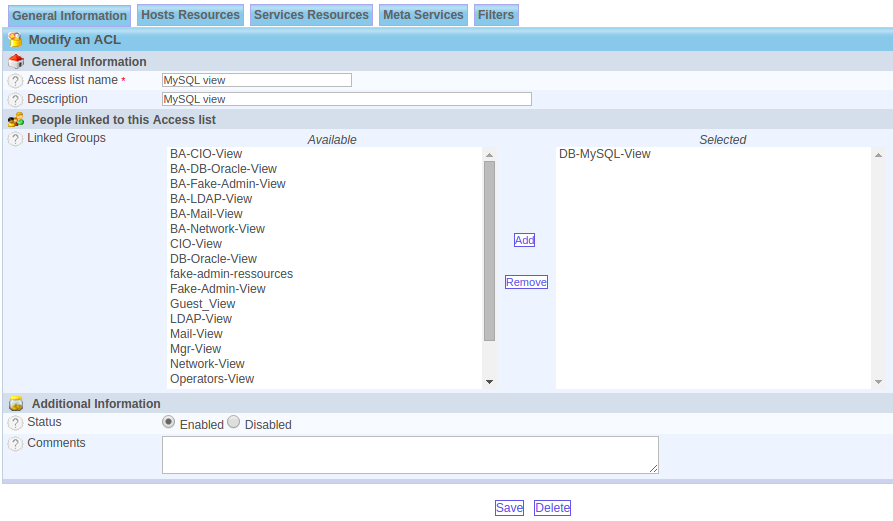 General Information Hosts Resources Services Resources Meta Services Filters
Modify an ACL
General Information
? Access list name * MySQL view
? Description MySQL view
People linked to this Access list
? Linked Groups Available Selected
BA-CIO-View DB-MySQL-View
BA-DB-Oracle-View
BA-Fake-Admin-View
BA-LDAP-View
BA-Mail-View
BA-Network-View
CIO-View Add
DB-Oracle-View
fake-admin-ressources Remove
Fake-Admin-View
Guest_View
LDAP-View
Mail-View
Mgr-View
Network-View
Operators-View
Additional Information
? Status Enabled Disabled
? Comments
Save Delete